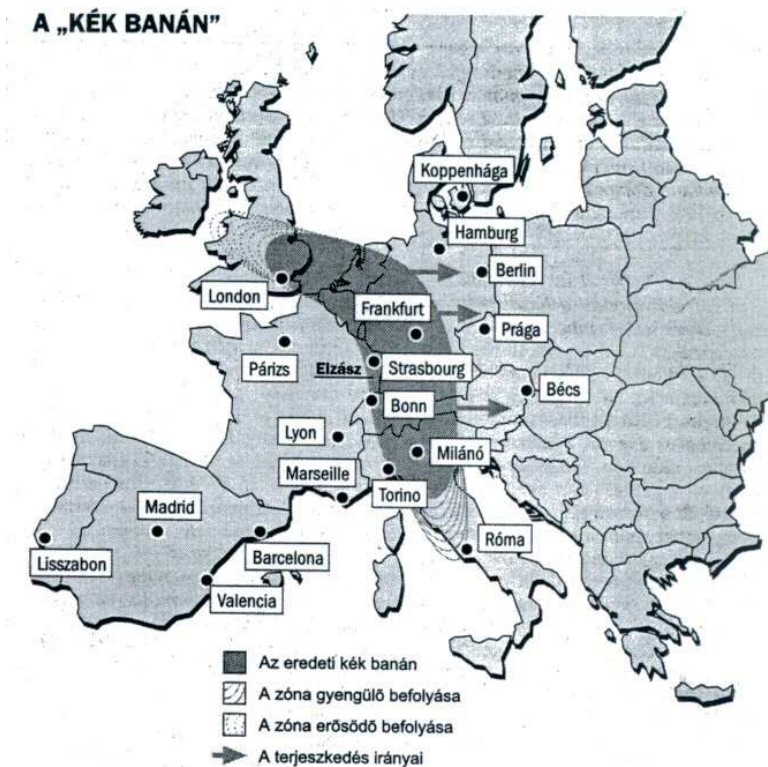 A „KÉK BANÁN”
Koppenhága
Hamburg
London
Berlin
Frankfurt
Prága
Párizs
Elzász
Strasbourg
Bonn
Bécs
Lyon
Milánó
Marseille
Torino
Madrid
Róma
Lisszabon
Barcelona
Valencia
Az eredeti kék banán
A zóna gyengülő befolyása
A zóna erősödő befolyása
A terjeszkedés irányai